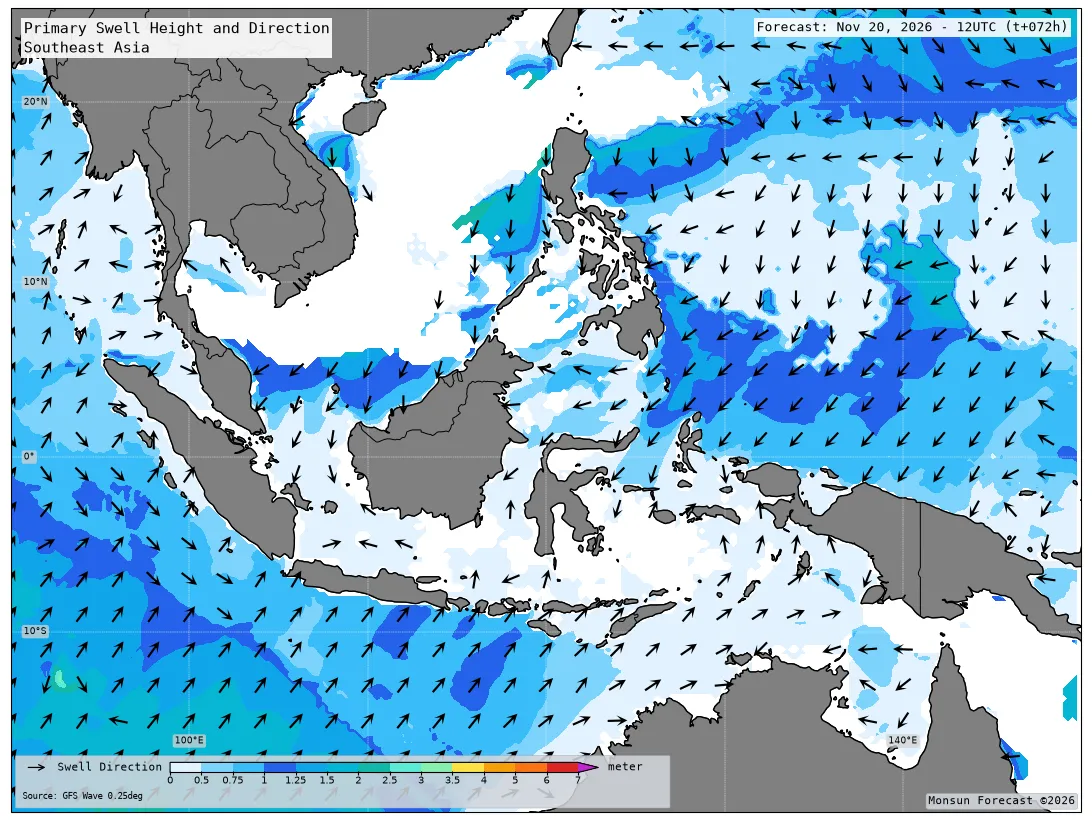 Primary Swell Height and Direction
Southeast Asia
Forecast: Nov 20, 2026 - 12UTC (t+072h)
20°N
10°N
0°
10°S
100°E
140°E
Swell Direction
0 0.5 0.75 1 1.25 1.5 2 2.5 3 3.5 4 5 6 7
meter
Source: GFS Wave 0.25deg
Monsun Forecast ©2026